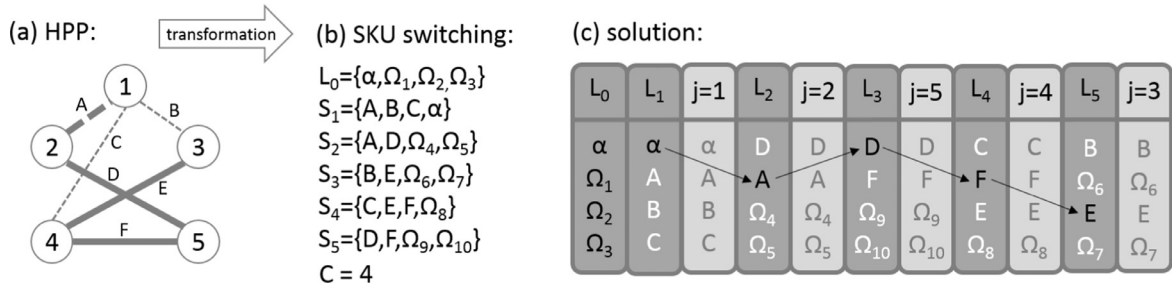 (a) HPP:
transformation
(b) SKU switching:
(c) solution:
1
A
B
C
2
3
D
E
4
F
5
L₀={α,Ω₁,Ω₂,Ω₃}
S₁={A,B,C,α}
S₂={A,D,Ω₄,Ω₅}
S₃={B,E,Ω₆,Ω₇}
S₄={C,E,F,Ω₈}
S₅={D,F,Ω₉,Ω₁₀}
C = 4
L₀ L₁ j=1 L₂ j=2 L₃ j=5 L₄ j=4 L₅ j=3
α α α D D D D C C B B
Ω₁ A A A A F F F F Ω₆ Ω₆
Ω₂ B B Ω₄ Ω₄ Ω₉ Ω₉ E E E E
Ω₃ C C Ω₅ Ω₅ Ω₁₀ Ω₁₀ Ω₈ Ω₈ Ω₇ Ω₇